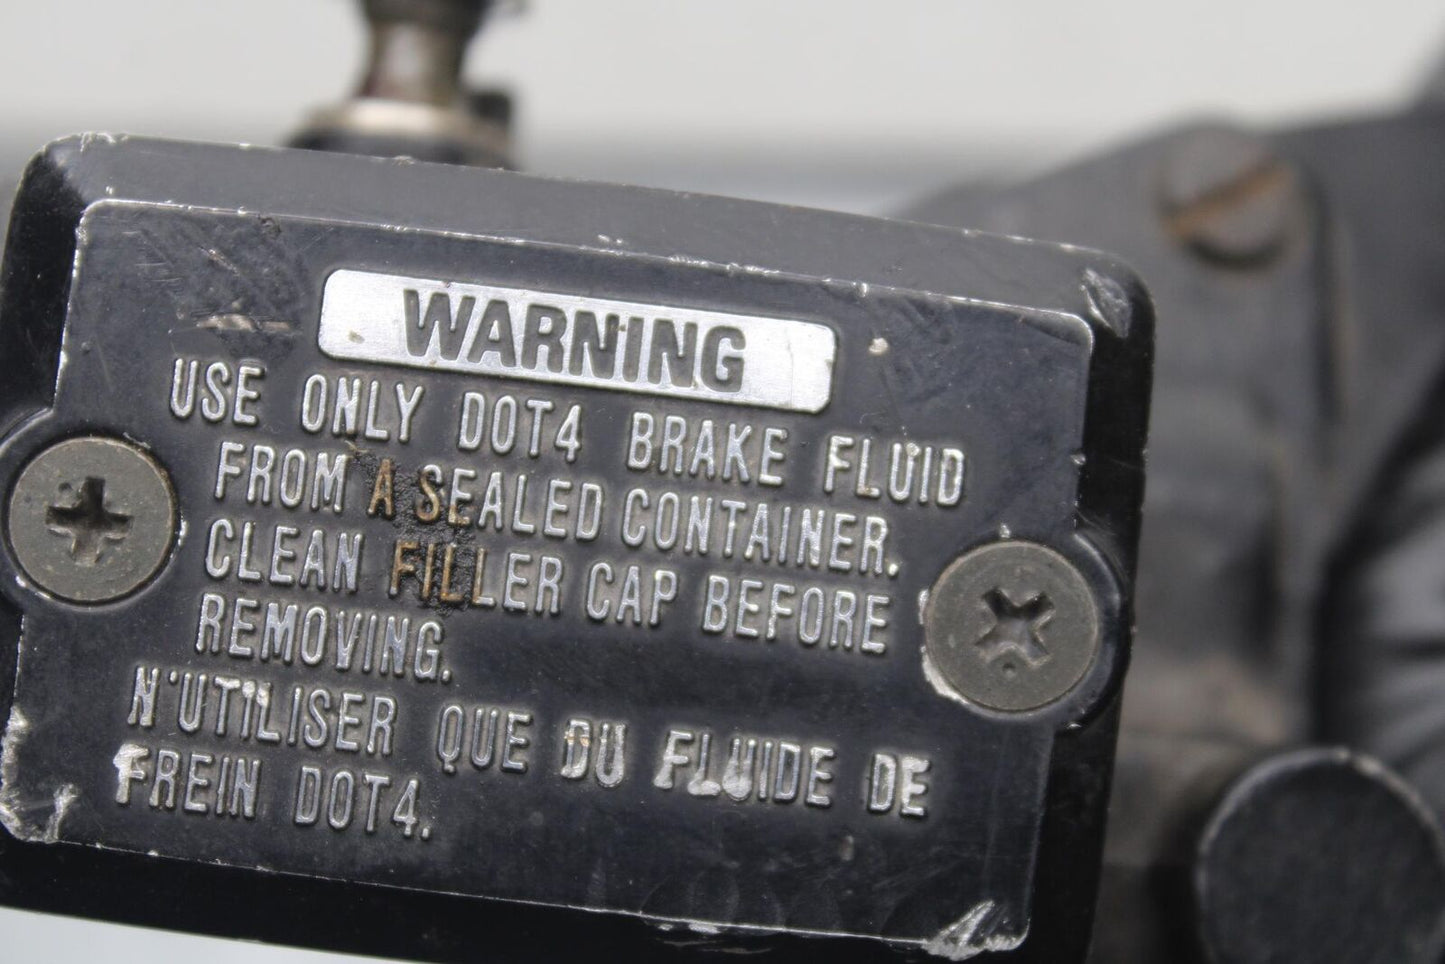 WARNING
USE ONLY DOT4 BRAKE FLUID
FROM A SEALED CONTAINER.
CLEAN FILLER CAP BEFORE
REMOVING.
N'UTILISER QUE DU FLUIDE DE
FREIN DOT4.